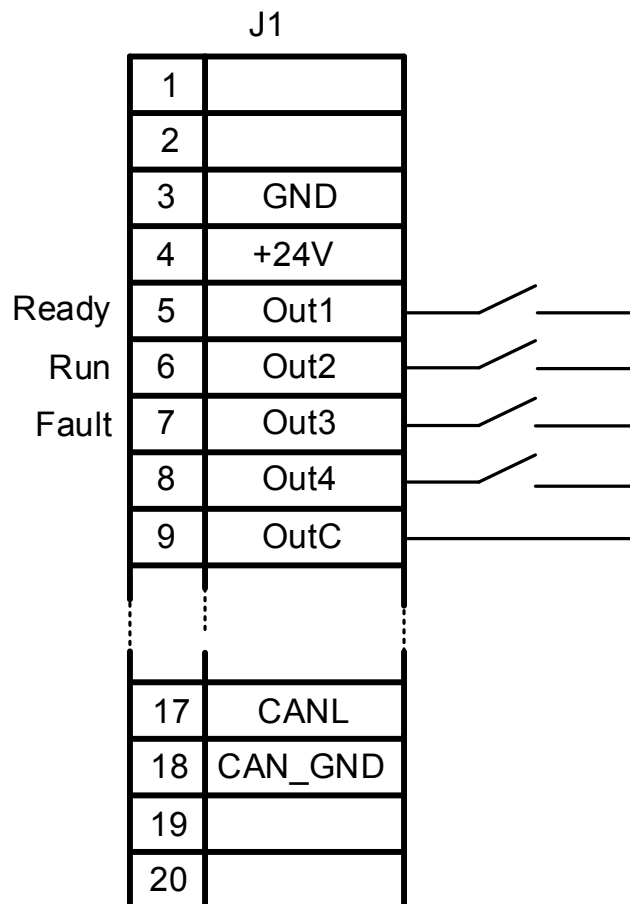 J1
1
2
3 GND
4 +24V
Ready 5 Out1
Run 6 Out2
Fault 7 Out3
8 Out4
9 OutC
17 CANL
18 CAN_GND
19
20